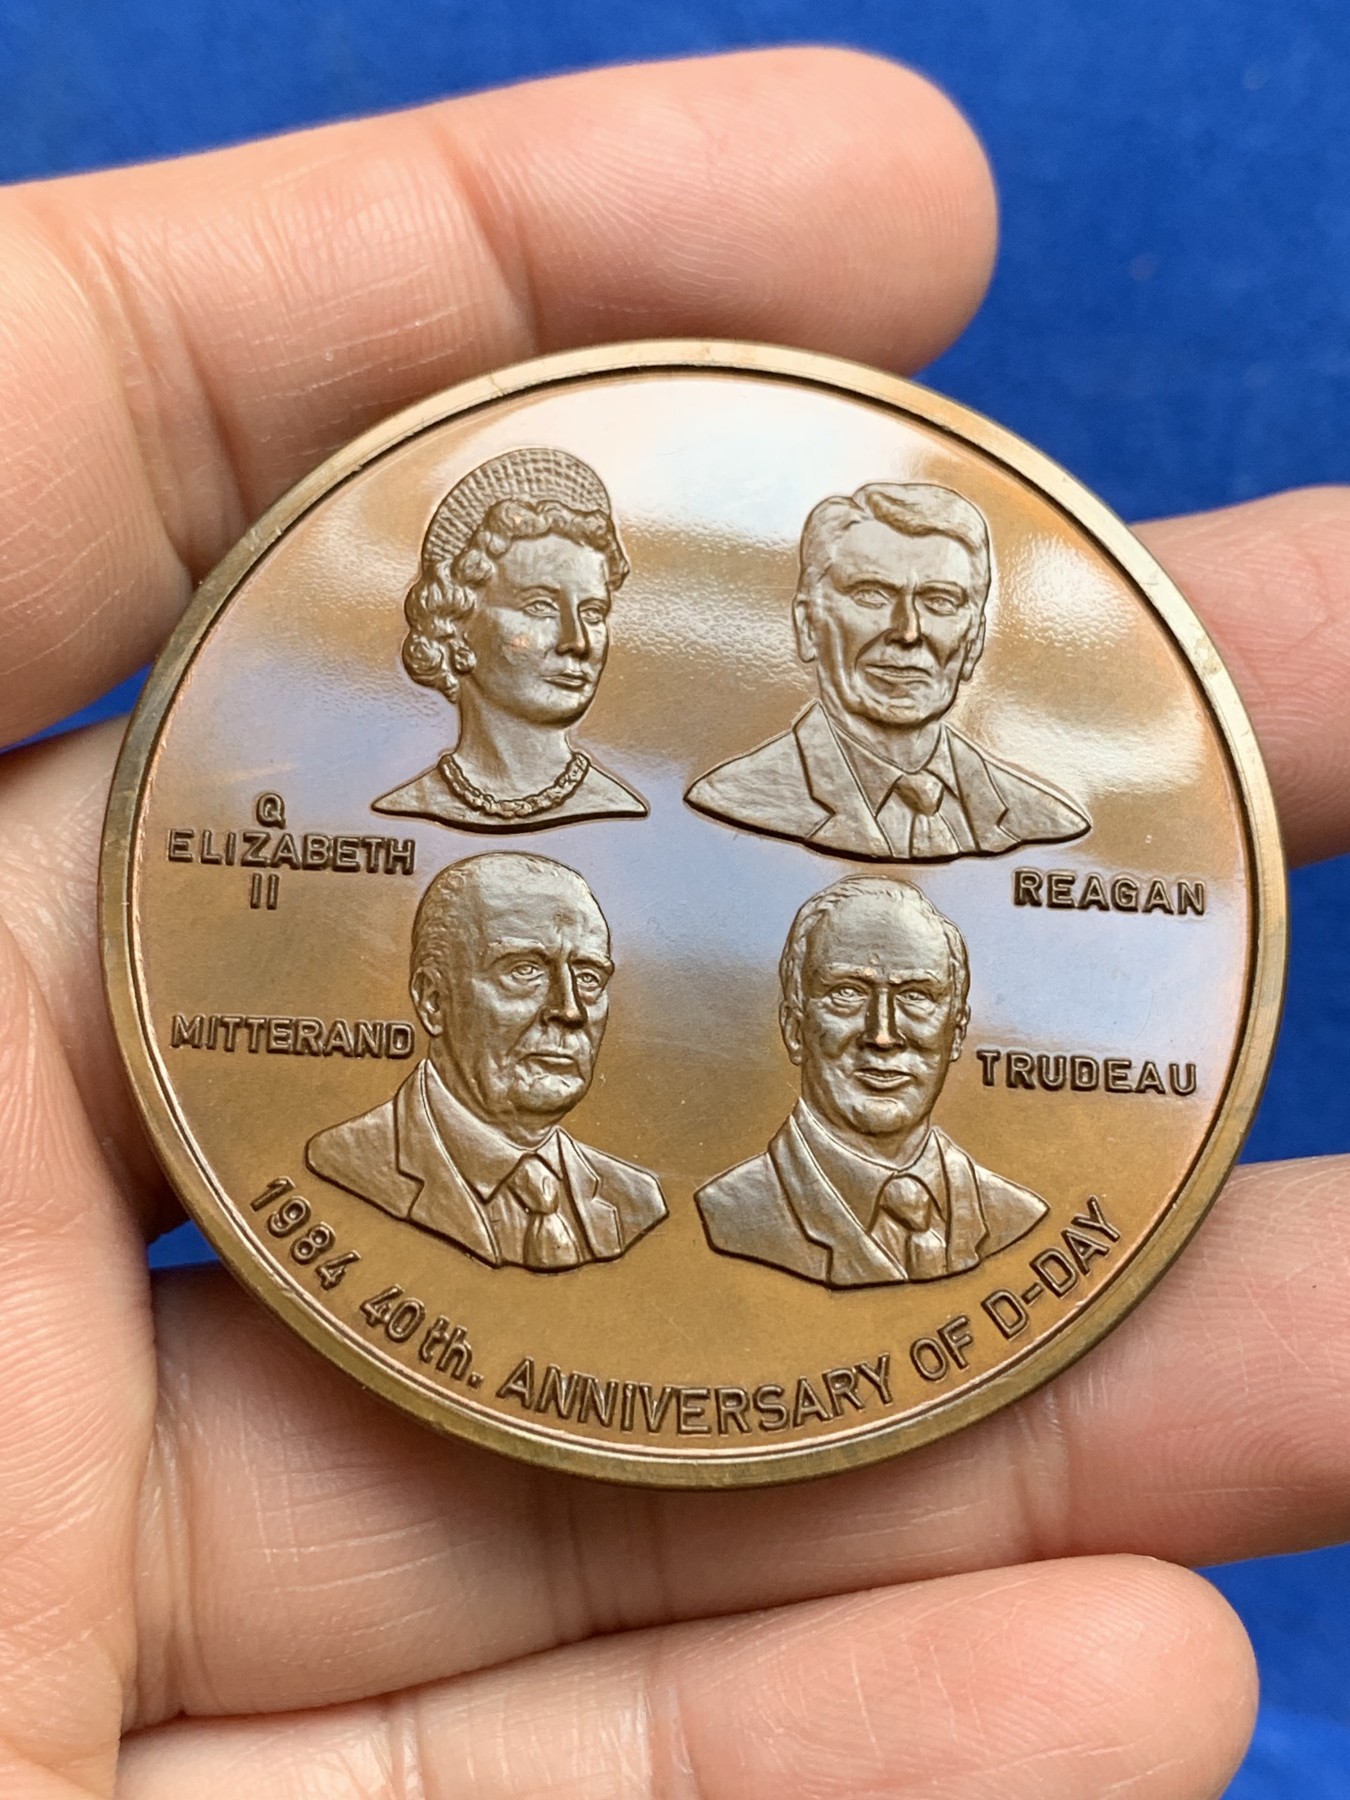 Q
ELIZABETH
II
REAGAN
MITTERAND
TRUDEAU
1984 40th. ANNIVERSARY OF D-DAY